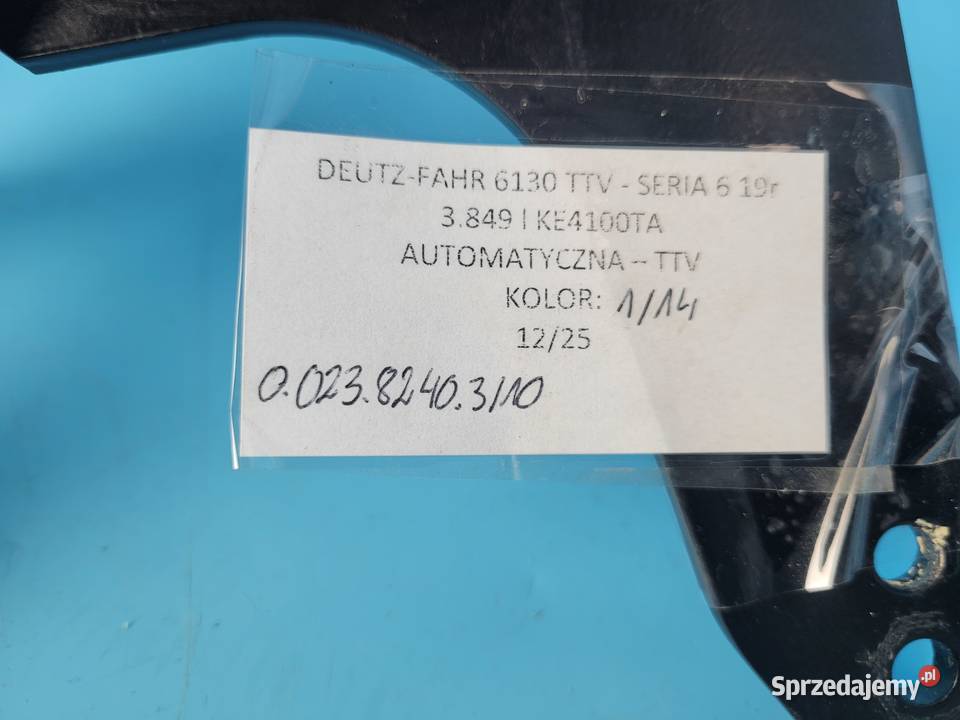 DEUTZ-FAHR 6130 TTV - SERIA 6 19r
3.849 l KE4100TA
AUTOMATYCZNA – TTV
KOLOR: 1/14
12/25
0.023.8240.3/10
Sprzedajemy.pl